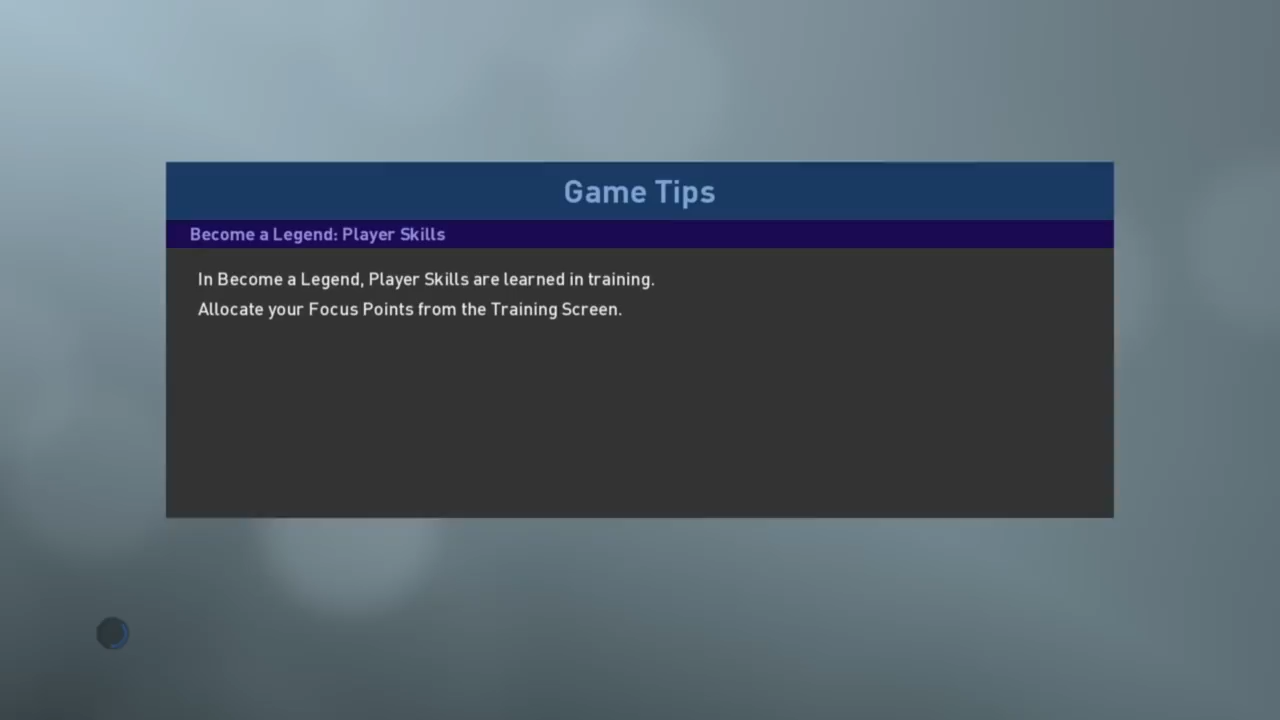 Game Tips
Become a Legend: Player Skills
In Become a Legend, Player Skills are learned in training.
Allocate your Focus Points from the Training Screen.